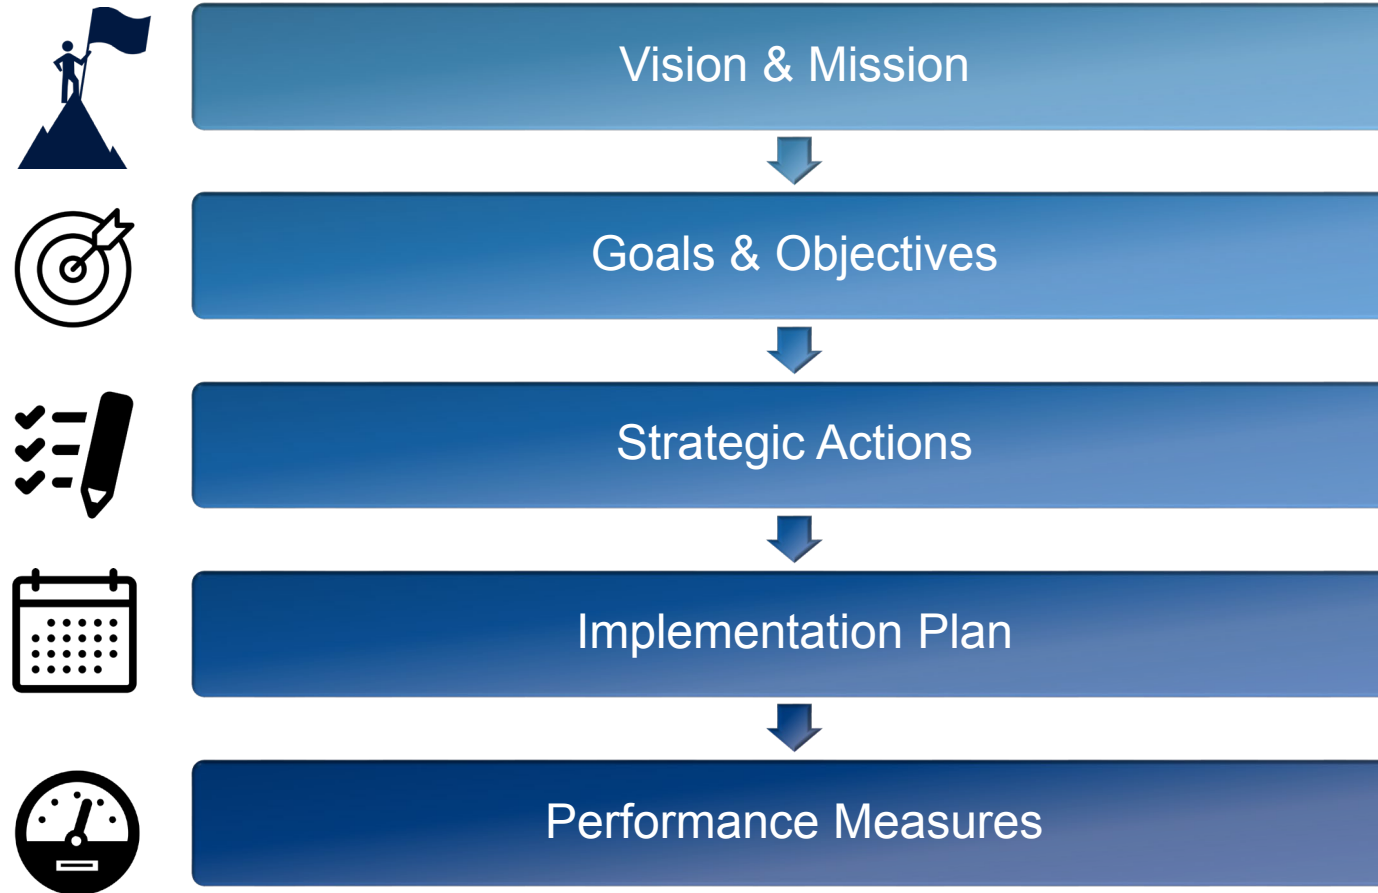 Vision & Mission
Goals & Objectives
Strategic Actions
Implementation Plan
Performance Measures